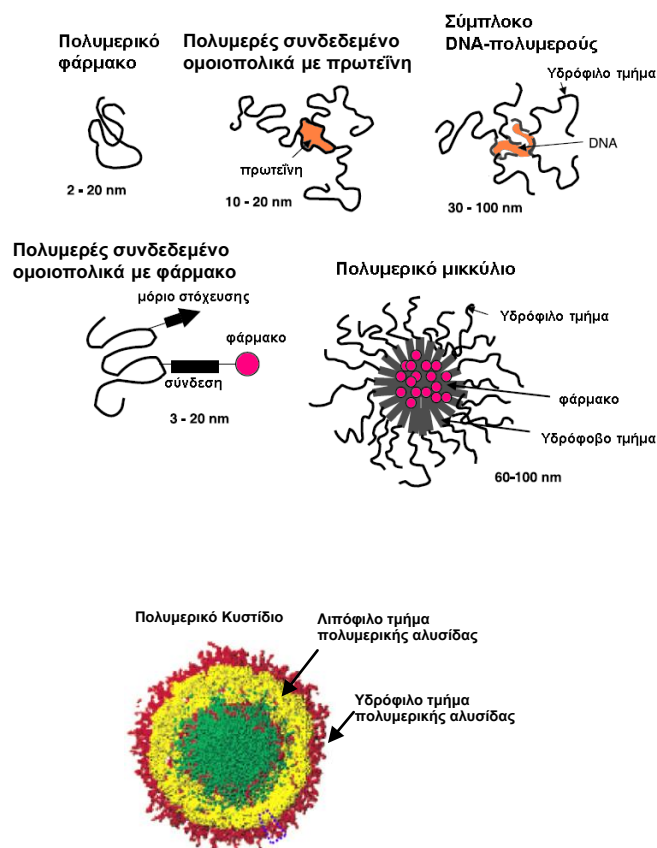 Πολυμερικό
φάρμακο
2 - 20 nm
Πολυμερές συνδεδεμένο
ομοιοπολικά με πρωτεΐνη
πρωτεΐνη
10 - 20 nm
Σύμπλοκο
DNA-πολυμερούς
Υδρόφιλο τμήμα
DNA
30 - 100 nm
Πολυμερές συνδεδεμένο
ομοιοπολικά με φάρμακο
μόριο στόχευσης
φάρμακο
σύνδεση
3 - 20 nm
Πολυμερικό μικκύλιο
Υδρόφιλο τμήμα
φάρμακο
Υδρόφοβο τμήμα
60-100 nm
Πολυμερικό Κυστίδιο
Λιπόφιλο τμήμα
πολυμερικής αλυσίδας
Υδρόφιλο τμήμα
πολυμερικής αλυσίδας